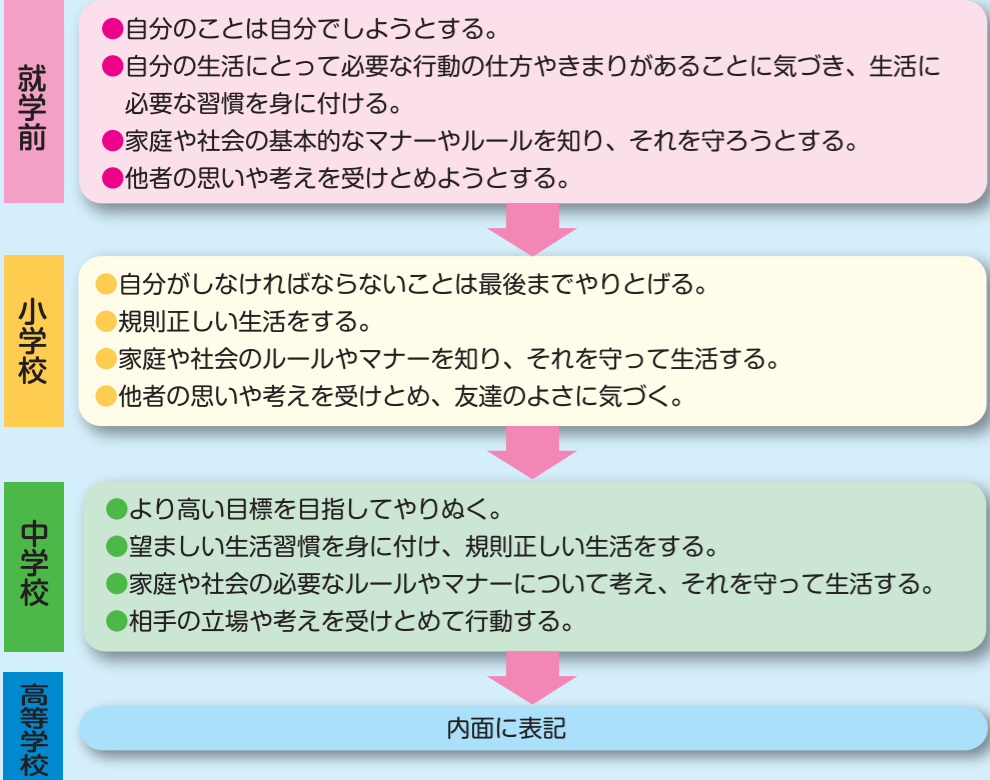 就学前
●自分のことは自分でしようとする。
●自分の生活にとって必要な行動の仕方やきまりがあることに気づき、生活に
必要な習慣を身に付ける。
●家庭や社会の基本的なマナーやルールを知り、それを守ろうとする。
●他者の思いや考えを受けとめようとする。
小学校
●自分がしなければならないことは最後までやりとげる。
●規則正しい生活をする。
●家庭や社会のルールやマナーを知り、それを守って生活する。
●他者の思いや考えを受けとめ、友達のよさに気づく。
中学校
●より高い目標を目指してやりぬく。
●望ましい生活習慣を身に付け、規則正しい生活をする。
●家庭や社会の必要なルールやマナーについて考え、それを守って生活する。
●相手の立場や考えを受けとめて行動する。
高等学校
内面に表記